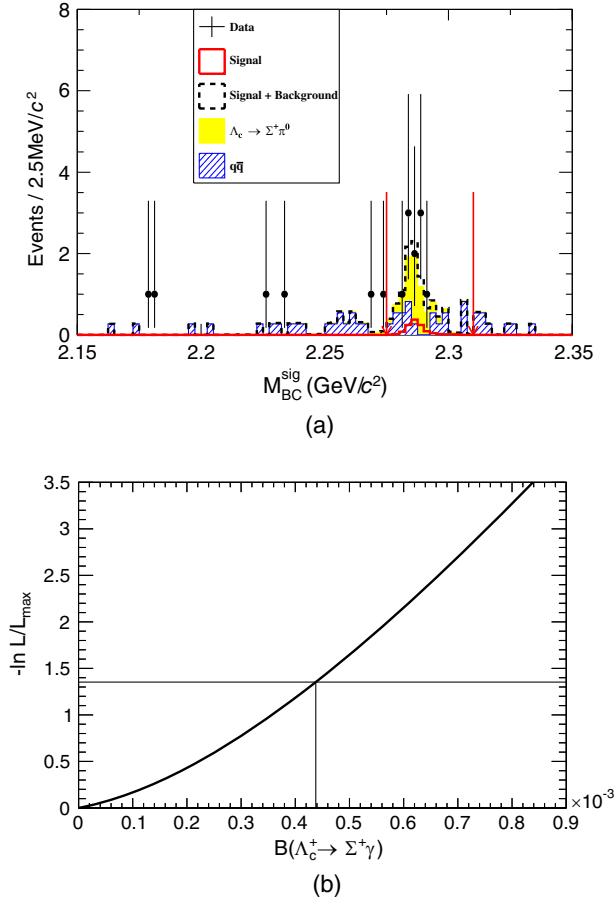 Events / 2.5MeV/c²
8
6
4
2
0
Data
Signal
Signal + Background
Λc → Σ⁺π⁰
qq̅
2.15 2.2 2.25 2.3 2.35
M_BC^sig (GeV/c²)
(a)
-ln L/L_max
3.5
3
2.5
2
1.5
1
0.5
0
0 0.1 0.2 0.3 0.4 0.5 0.6 0.7 0.8 0.9
×10⁻³
B(Λc⁺→ Σ⁺γ)
(b)